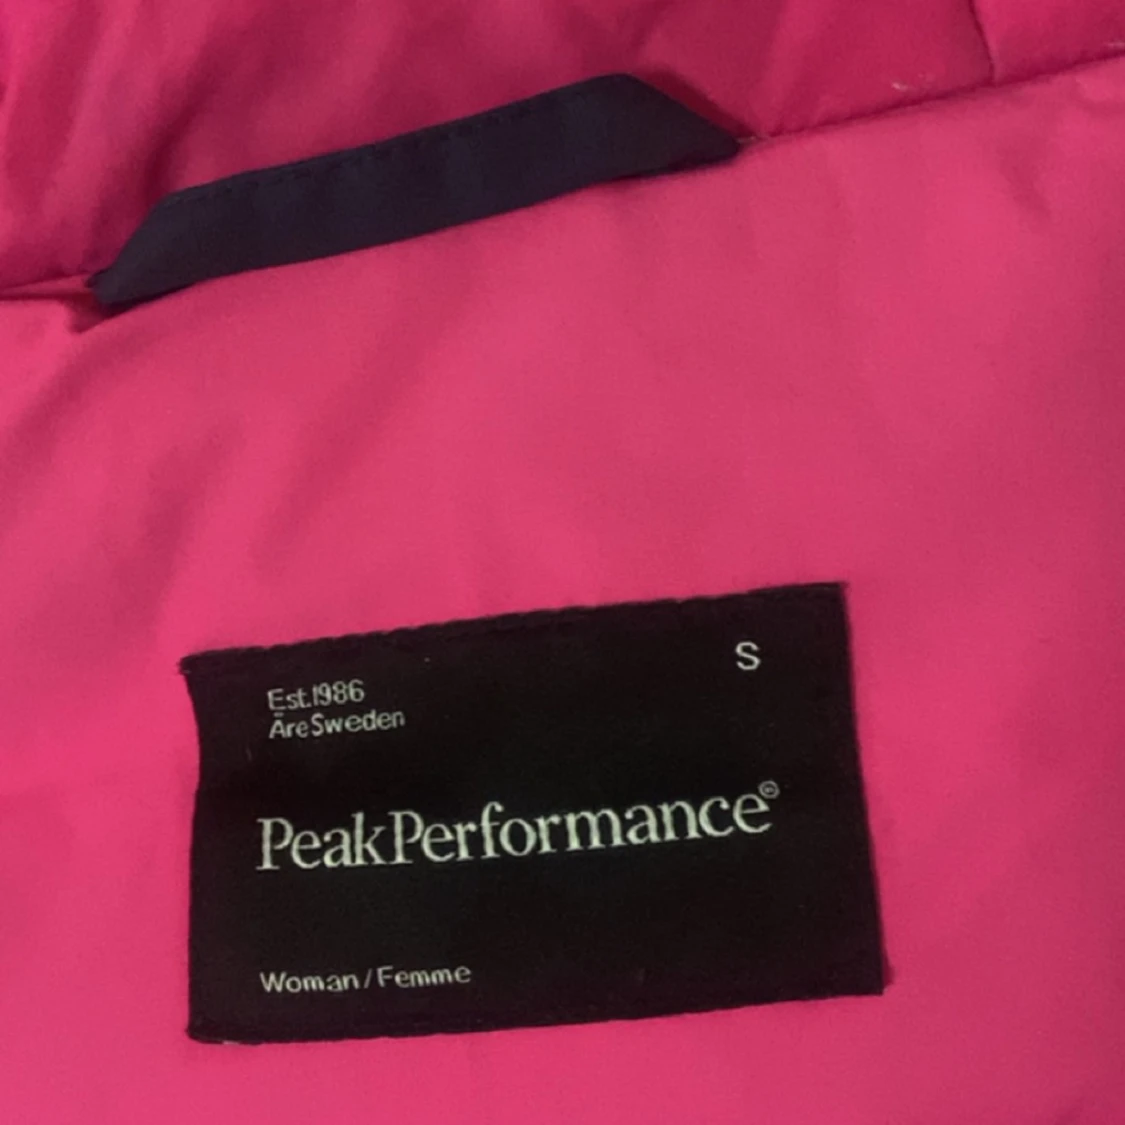 S
Est.1986
ÅreSweden
PeakPerformance®
Woman/Femme